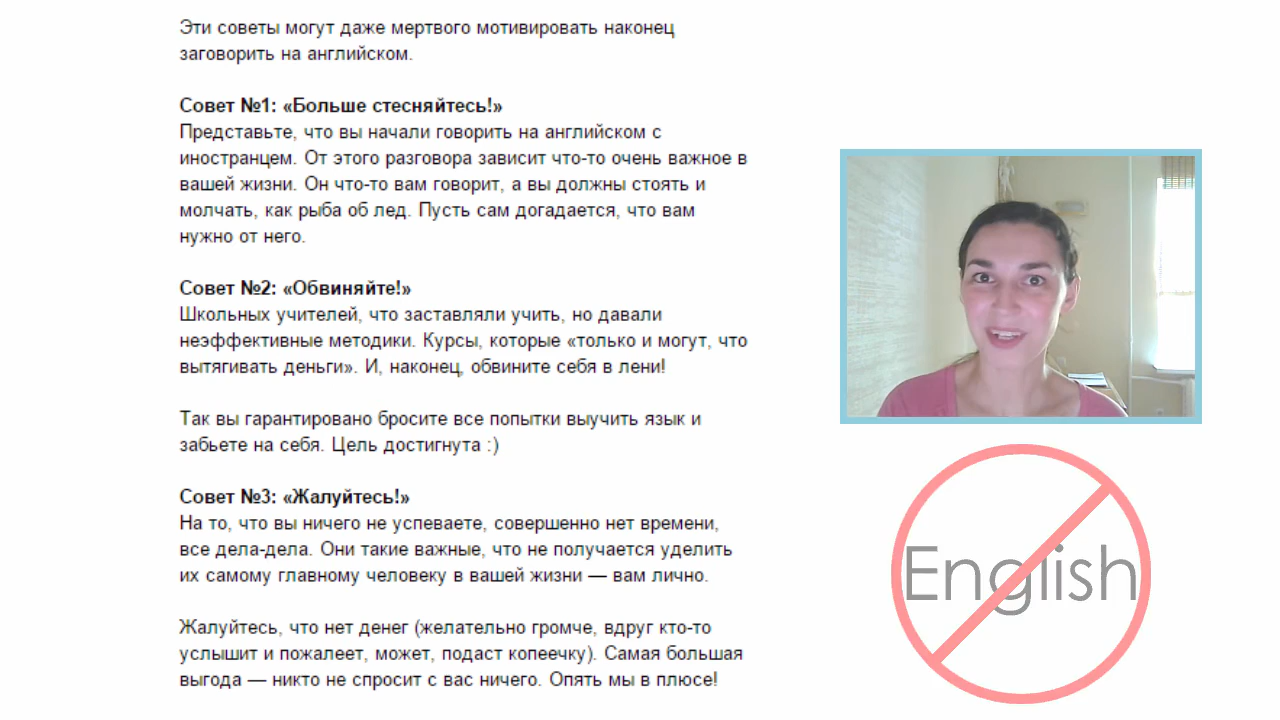 Эти советы могут даже мертвого мотивировать наконец
заговорить на английском.
Совет №1: «Больше стесняйтесь!»
Представьте, что вы начали говорить на английском с
иностранцем. От этого разговора зависит что-то очень важное в
вашей жизни. Он что-то вам говорит, а вы должны стоять и
молчать, как рыба об лед. Пусть сам догадается, что вам
нужно от него.
Совет №2: «Обвиняйте!»
Школьных учителей, что заставляли учить, но давали
неэффективные методики. Курсы, которые «только и могут, что
вытягивать деньги». И, наконец, обвините себя в лени!
Так вы гарантировано бросите все попытки выучить язык и
забьете на себя. Цель достигнута :)
Совет №3: «Жалуйтесь!»
На то, что вы ничего не успеваете, совершенно нет времени,
все дела-дела. Они такие важные, что не получается уделить
их самому главному человеку в вашей жизни — вам лично.
Жалуйтесь, что нет денег (желательно громче, вдруг кто-то
услышит и пожалеет, может, подаст копеечку). Самая большая
выгода — никто не спросит с вас ничего. Опять мы в плюсе!
English